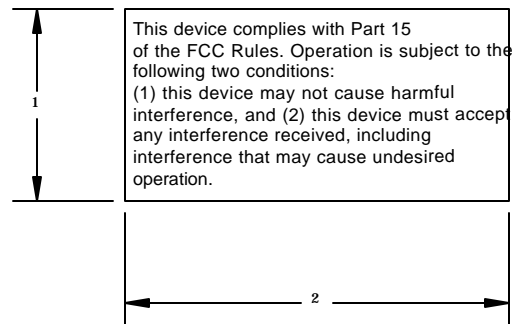 This device complies with Part 15
of the FCC Rules. Operation is subject to the
following two conditions:
(1) this device may not cause harmful
interference, and (2) this device must accept
any interference received, including
interference that may cause undesired
operation.
1
2